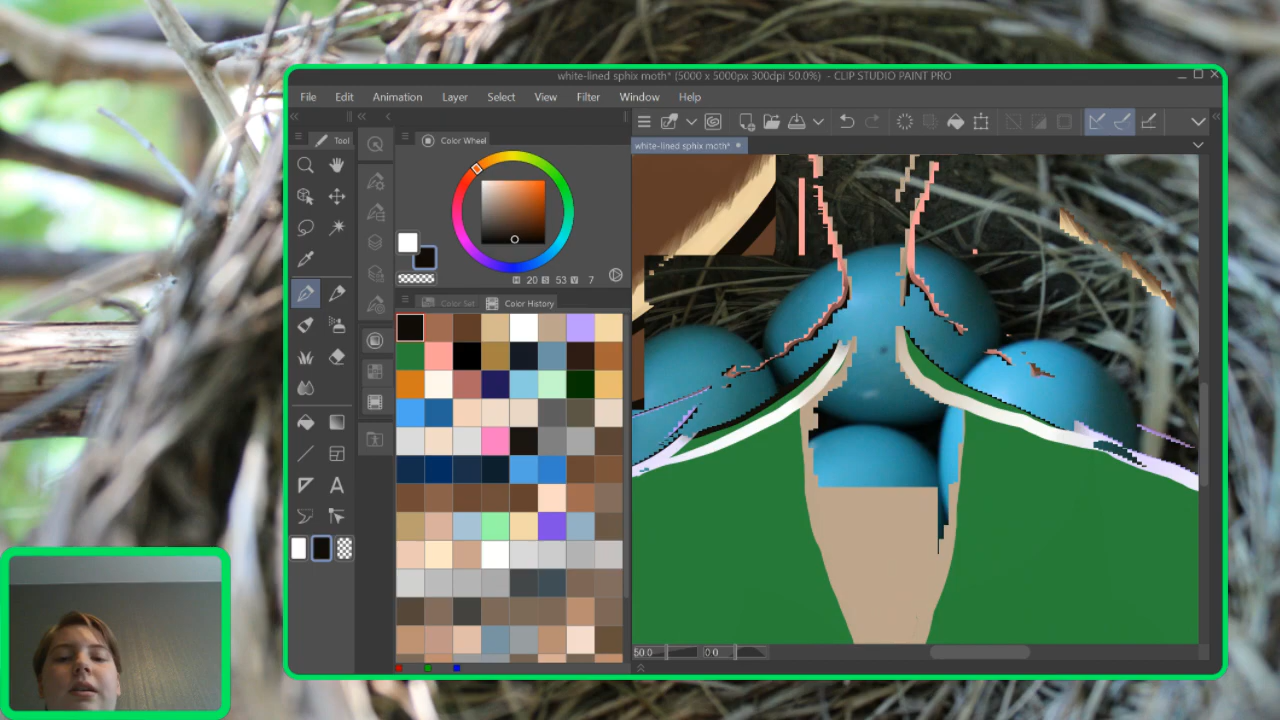 white-lined sphix moth* (5000 x 5000px 300dpi 50.0%) - CLIP STUDIO PAINT PRO
File Edit Animation Layer Select View Filter Window Help
Tool
Color Wheel
white-lined sphix moth*
H 20 S 53 V 7
Color Set Color History
A
50.0 0.0